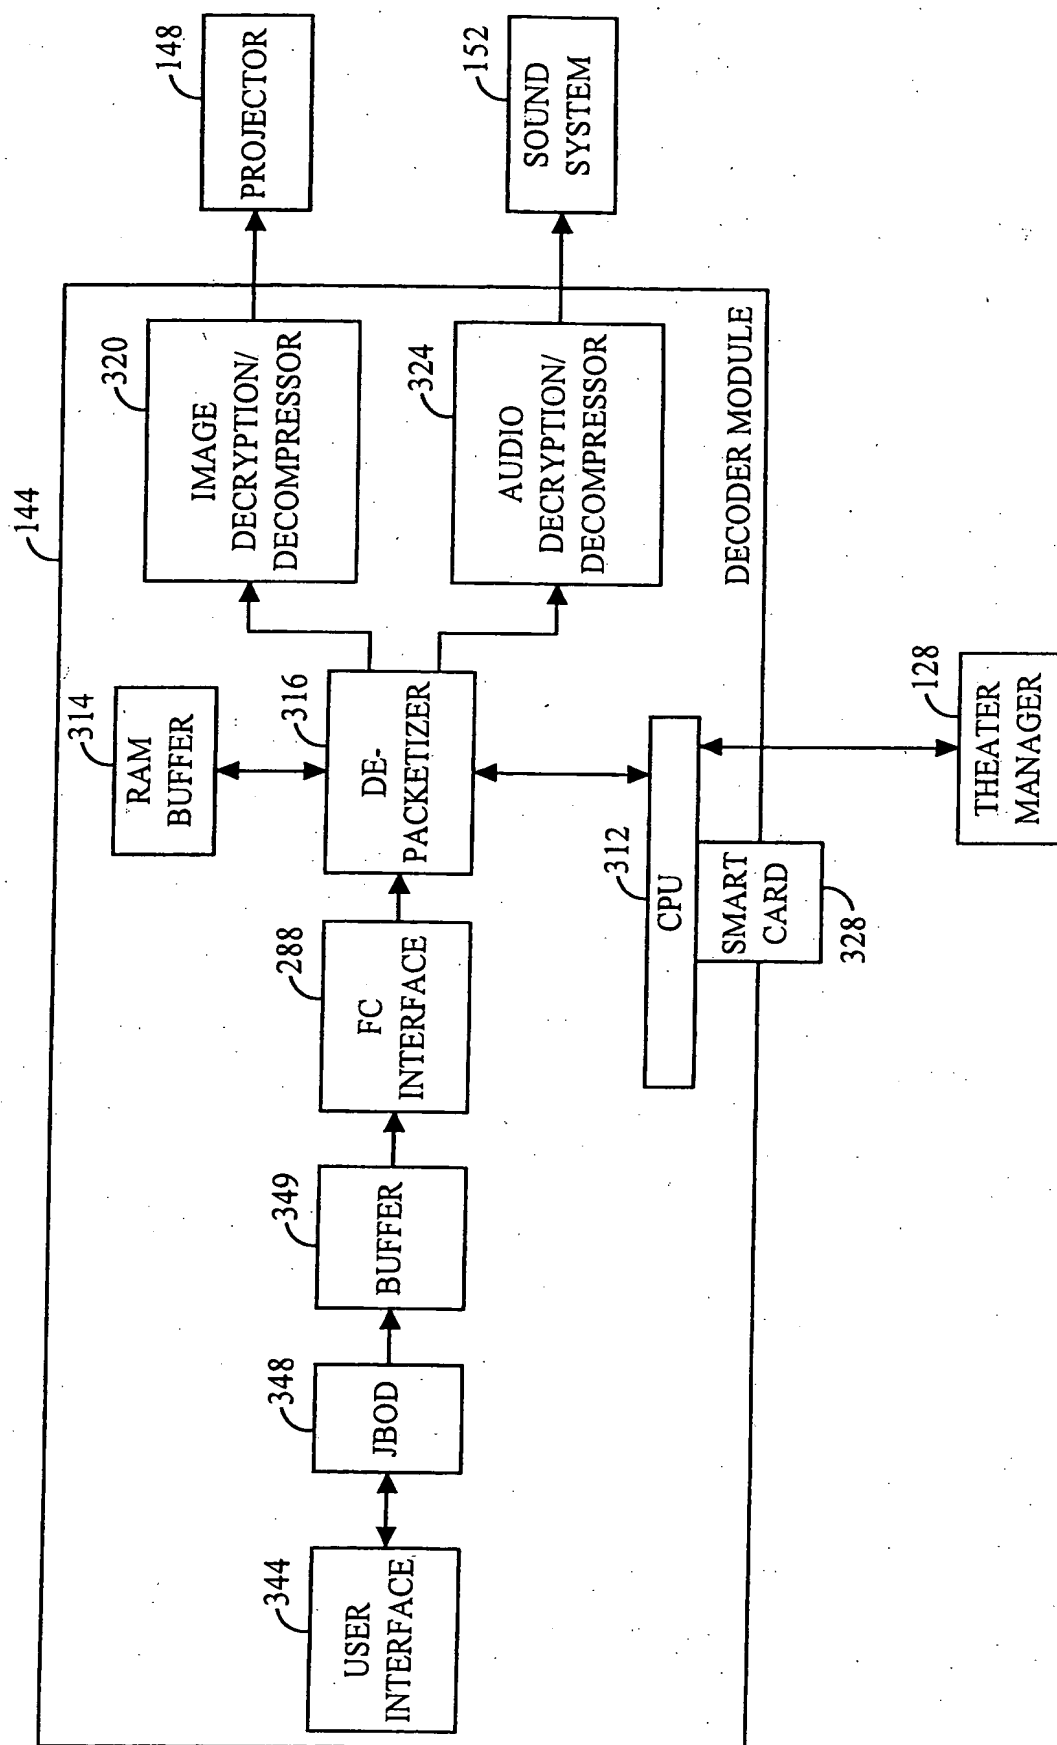 144
344
USER
INTERFACE
348
JBOD
349
BUFFER
288
FC
INTERFACE
314
RAM
BUFFER
316
DE-
PACKETIZER
320
IMAGE
DECRYPTION/
DECOMPRESSOR
148
PROJECTOR
324
AUDIO
DECRYPTION/
DECOMPRESSOR
152
SOUND
SYSTEM
312
CPU
SMART
CARD
328
DECODER MODULE
128
THEATER
MANAGER